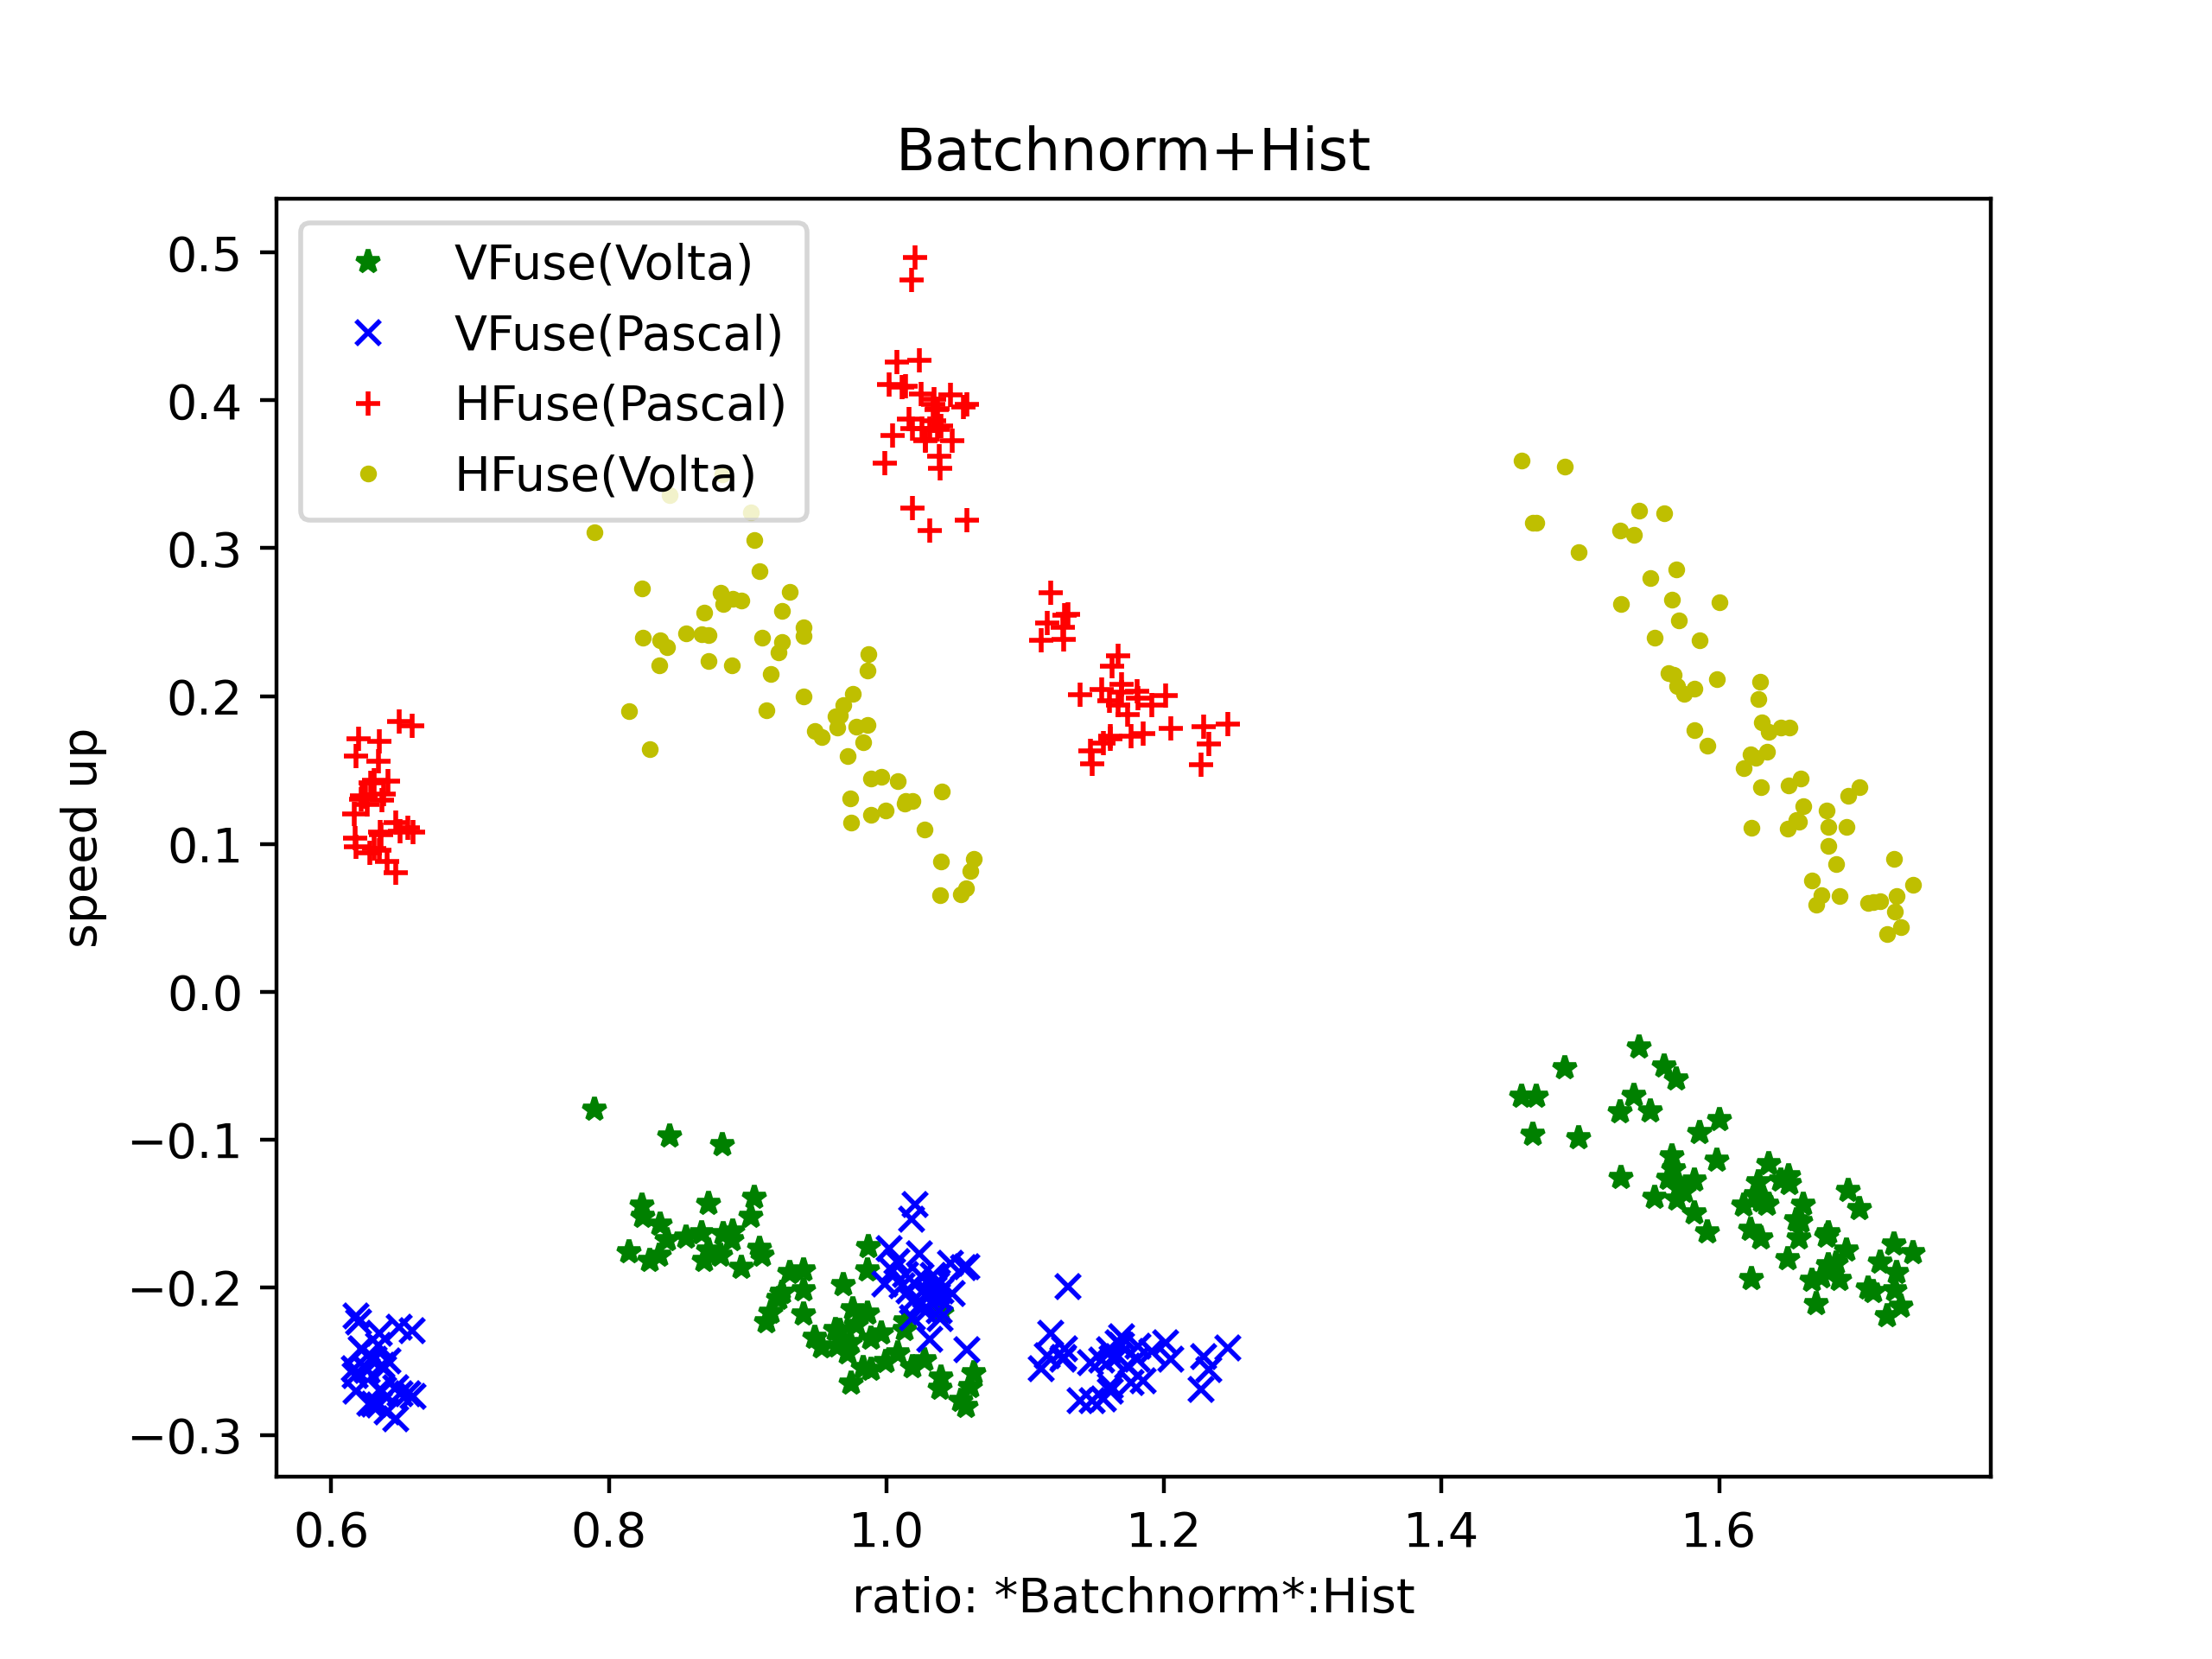 Batchnorm+Hist
VFuse(Volta)
VFuse(Pascal)
HFuse(Pascal)
HFuse(Volta)
0.5
0.4
0.3
0.2
0.1
0.0
−0.1
−0.2
−0.3
speed up
0.6 0.8 1.0 1.2 1.4 1.6
ratio: *Batchnorm*:Hist